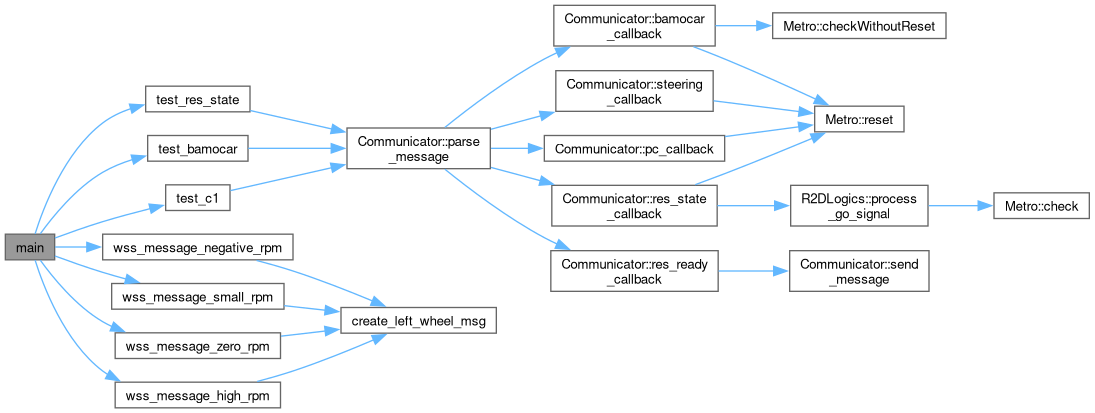 main
test_res_state
test_bamocar
test_c1
wss_message_negative_rpm
wss_message_small_rpm
wss_message_zero_rpm
wss_message_high_rpm
Communicator::parse
_message
create_left_wheel_msg
Communicator::bamocar
_callback
Communicator::steering
_callback
Communicator::pc_callback
Communicator::res_state
_callback
Communicator::res_ready
_callback
Metro::checkWithoutReset
Metro::reset
R2DLogics::process
_go_signal
Communicator::send
_message
Metro::check